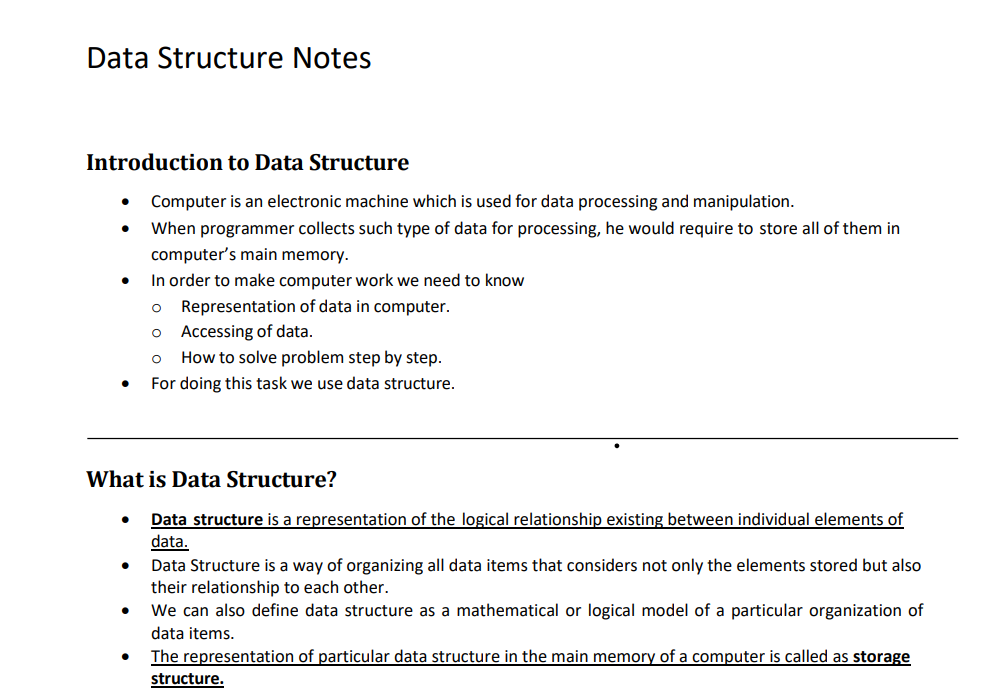 Data Structure Notes
Introduction to Data Structure
• Computer is an electronic machine which is used for data processing and manipulation.
• When programmer collects such type of data for processing, he would require to store all of them in
computer’s main memory.
• In order to make computer work we need to know
o Representation of data in computer.
o Accessing of data.
o How to solve problem step by step.
• For doing this task we use data structure.
What is Data Structure?
• Data structure is a representation of the logical relationship existing between individual elements of
data.
• Data Structure is a way of organizing all data items that considers not only the elements stored but also
their relationship to each other.
• We can also define data structure as a mathematical or logical model of a particular organization of
data items.
• The representation of particular data structure in the main memory of a computer is called as storage
structure.